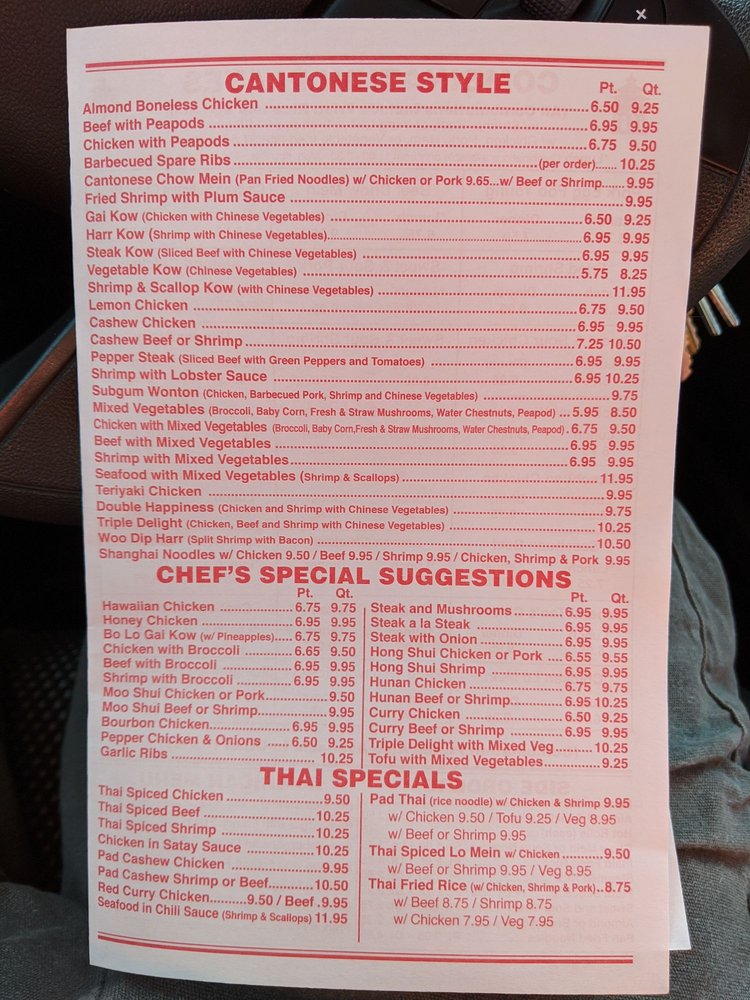 CANTONESE STYLE Pt. Qt.
Almond Boneless Chicken 6.50 9.25
Beef with Peapods 6.95 9.95
Chicken with Peapods 6.75 9.50
Barbecued Spare Ribs (per order) 10.25
Cantonese Chow Mein (Pan Fried Noodles) w/ Chicken or Pork 9.65...w/ Beef or Shrimp 9.95
Fried Shrimp with Plum Sauce 9.95
Gai Kow (Chicken with Chinese Vegetables) 6.50 9.25
Harr Kow (Shrimp with Chinese Vegetables) 6.95 9.95
Steak Kow (Sliced Beef with Chinese Vegetables) 6.95 9.95
Vegetable Kow (Chinese Vegetables) 5.75 8.25
Shrimp & Scallop Kow (with Chinese Vegetables) 11.95
Lemon Chicken 6.75 9.50
Cashew Chicken 6.95 9.95
Cashew Beef or Shrimp 7.25 10.50
Pepper Steak (Sliced Beef with Green Peppers and Tomatoes) 6.95 9.95
Shrimp with Lobster Sauce 6.95 10.25
Subgum Wonton (Chicken, Barbecued Pork, Shrimp and Chinese Vegetables) 9.75
Mixed Vegetables (Broccoli, Baby Corn, Fresh & Straw Mushrooms, Water Chestnuts, Peapod) 5.95 8.50
Chicken with Mixed Vegetables (Broccoli, Baby Corn,Fresh & Straw Mushrooms, Water Chestnuts, Peapod) 6.75 9.50
Beef with Mixed Vegetables 6.95 9.95
Shrimp with Mixed Vegetables 6.95 9.95
Seafood with Mixed Vegetables (Shrimp & Scallops) 11.95
Teriyaki Chicken 9.95
Double Happiness (Chicken and Shrimp with Chinese Vegetables) 9.75
Triple Delight (Chicken, Beef and Shrimp with Chinese Vegetables) 10.25
Woo Dip Harr (Split Shrimp with Bacon) 10.50
Shanghai Noodles w/ Chicken 9.50 / Beef 9.95 / Shrimp 9.95 / Chicken, Shrimp & Pork 9.95
CHEF'S SPECIAL SUGGESTIONS
Pt. Qt.
Hawaiian Chicken 6.75 9.75
Honey Chicken 6.95 9.95
Bo Lo Gai Kow (w/ Pineapples) 6.75 9.75
Chicken with Broccoli 6.65 9.50
Beef with Broccoli 6.95 9.95
Shrimp with Broccoli 6.95 9.95
Moo Shui Chicken or Pork 9.50
Moo Shui Beef or Shrimp 9.95
Bourbon Chicken 6.95 9.95
Pepper Chicken & Onions 6.50 9.25
Garlic Ribs 10.25
Pt. Qt.
Steak and Mushrooms 6.95 9.95
Steak a la Steak 6.95 9.95
Steak with Onion 6.95 9.95
Hong Shui Chicken or Pork 6.55 9.55
Hong Shui Shrimp 6.95 9.95
Hunan Chicken 6.75 9.75
Hunan Beef or Shrimp 6.95 10.25
Curry Chicken 6.50 9.25
Curry Beef or Shrimp 6.95 9.95
Triple Delight with Mixed Veg 10.25
Tofu with Mixed Vegetables 9.25
THAI SPECIALS
Thai Spiced Chicken 9.50
Thai Spiced Beef 10.25
Thai Spiced Shrimp 10.25
Chicken in Satay Sauce 10.25
Pad Cashew Chicken 9.95
Pad Cashew Shrimp or Beef 10.50
Red Curry Chicken 9.50 / Beef 9.95
Seafood in Chili Sauce (Shrimp & Scallops) 11.95
Pad Thai (rice noodle) w/ Chicken & Shrimp 9.95
w/ Chicken 9.50 / Tofu 9.25 / Veg 8.95
w/ Beef or Shrimp 9.95
Thai Spiced Lo Mein w/ Chicken 9.50
w/ Beef or Shrimp 9.95 / Veg 8.95
Thai Fried Rice (w/ Chicken, Shrimp & Pork) 8.75
w/ Beef 8.75 / Shrimp 8.75
w/ Chicken 7.95 / Veg 7.95